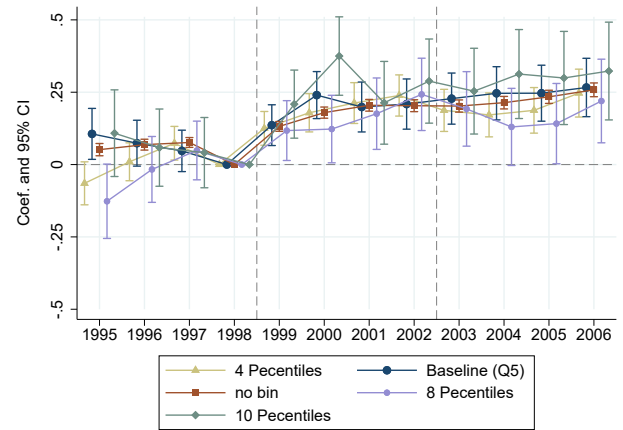 Coef. and 95% CI
.5
.25
0
-.25
-.5
1995 1996 1997 1998 1999 2000 2001 2002 2003 2004 2005 2006
4 Pecentiles Baseline (Q5)
no bin 8 Pecentiles
10 Pecentiles